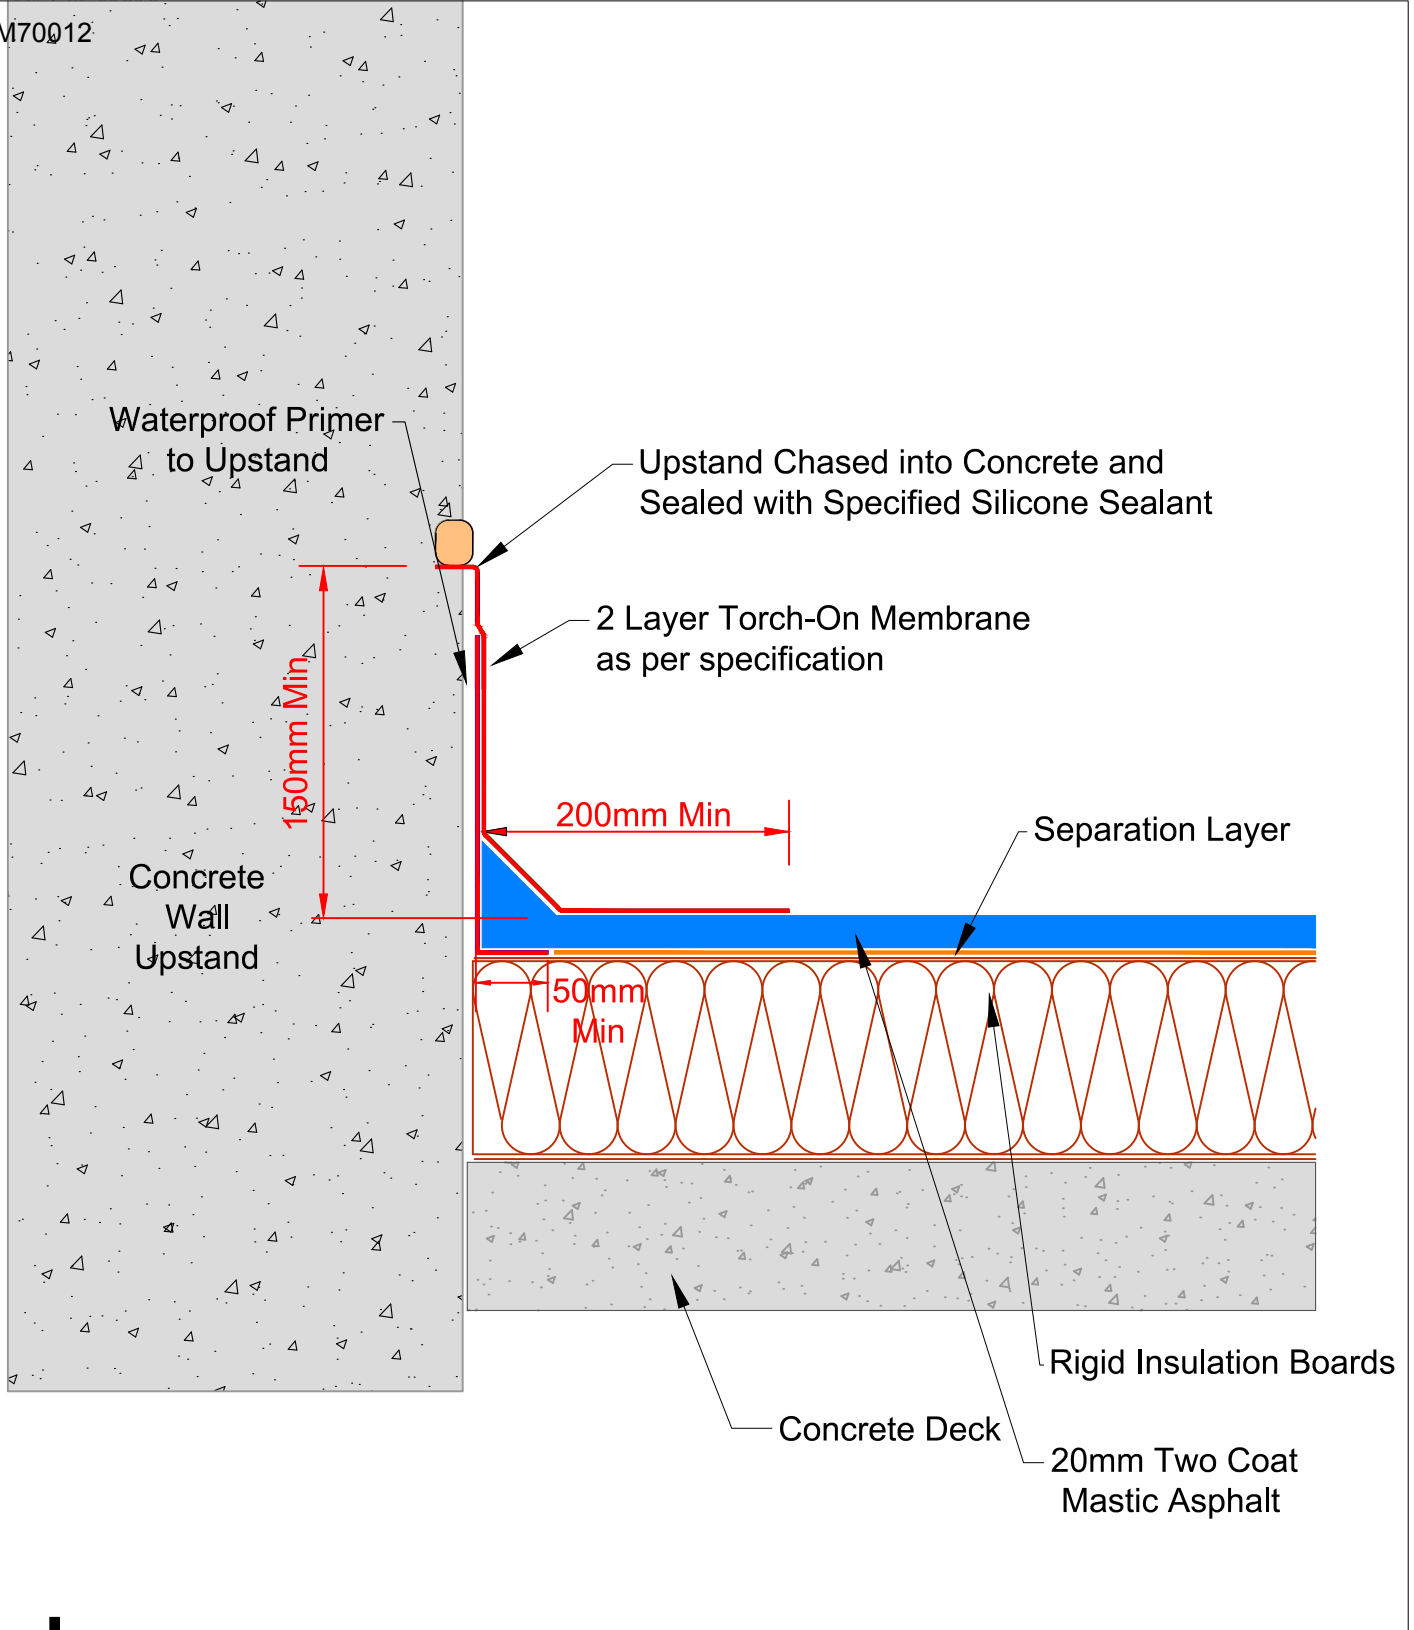 M70012
Waterproof Primer
to Upstand
Upstand Chased into Concrete and
Sealed with Specified Silicone Sealant
2 Layer Torch-On Membrane
as per specification
150mm Min
200mm Min
Separation Layer
Concrete
Wall
Upstand
50mm
Min
Rigid Insulation Boards
Concrete Deck
20mm Two Coat
Mastic Asphalt